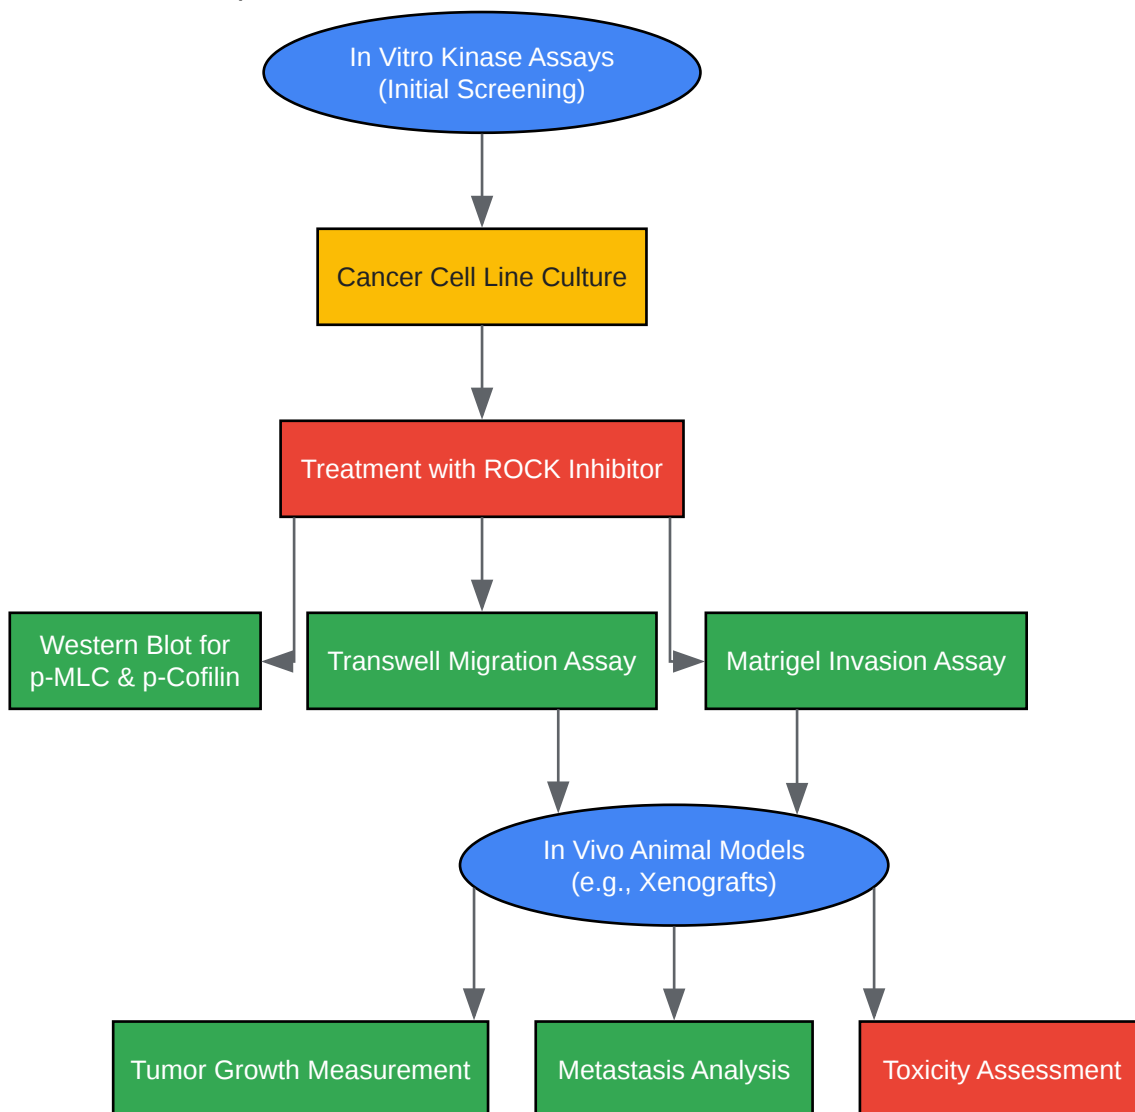 In Vitro Kinase Assays
(Initial Screening)
Cancer Cell Line Culture
Treatment with ROCK Inhibitor
Western Blot for
p-MLC & p-Cofilin
Transwell Migration Assay
Matrigel Invasion Assay
In Vivo Animal Models
(e.g., Xenografts)
Tumor Growth Measurement
Metastasis Analysis
Toxicity Assessment